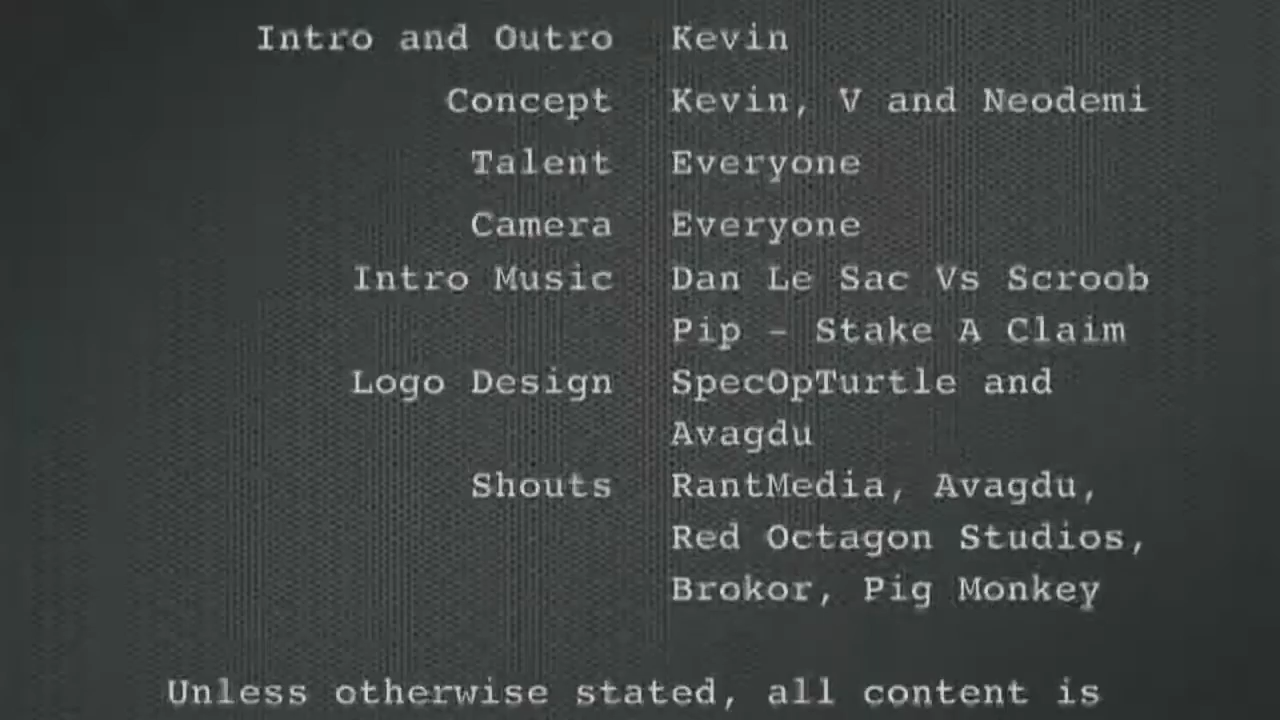 Intro and Outro Kevin
Concept Kevin, V and Neodemi
Talent Everyone
Camera Everyone
Intro Music Dan Le Sac Vs Scroob
Pip - Stake A Claim
Logo Design SpecOpTurtle and
Avagdu
Shouts RantMedia, Avagdu,
Red Octagon Studios,
Brokor, Pig Monkey
Unless otherwise stated, all content is